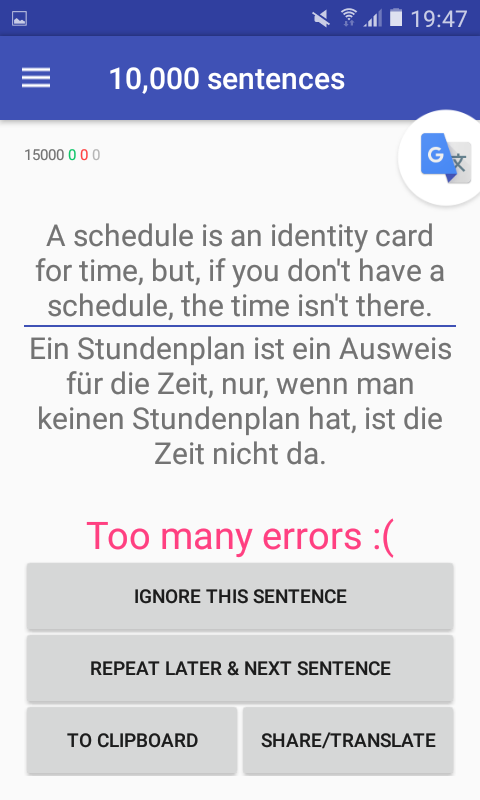 19:47
10,000 sentences
15000 0 0 0
G 文
A schedule is an identity card
for time, but, if you don't have a
schedule, the time isn't there.
Ein Stundenplan ist ein Ausweis
für die Zeit, nur, wenn man
keinen Stundenplan hat, ist die
Zeit nicht da.
Too many errors :(
IGNORE THIS SENTENCE
REPEAT LATER & NEXT SENTENCE
TO CLIPBOARD SHARE/TRANSLATE